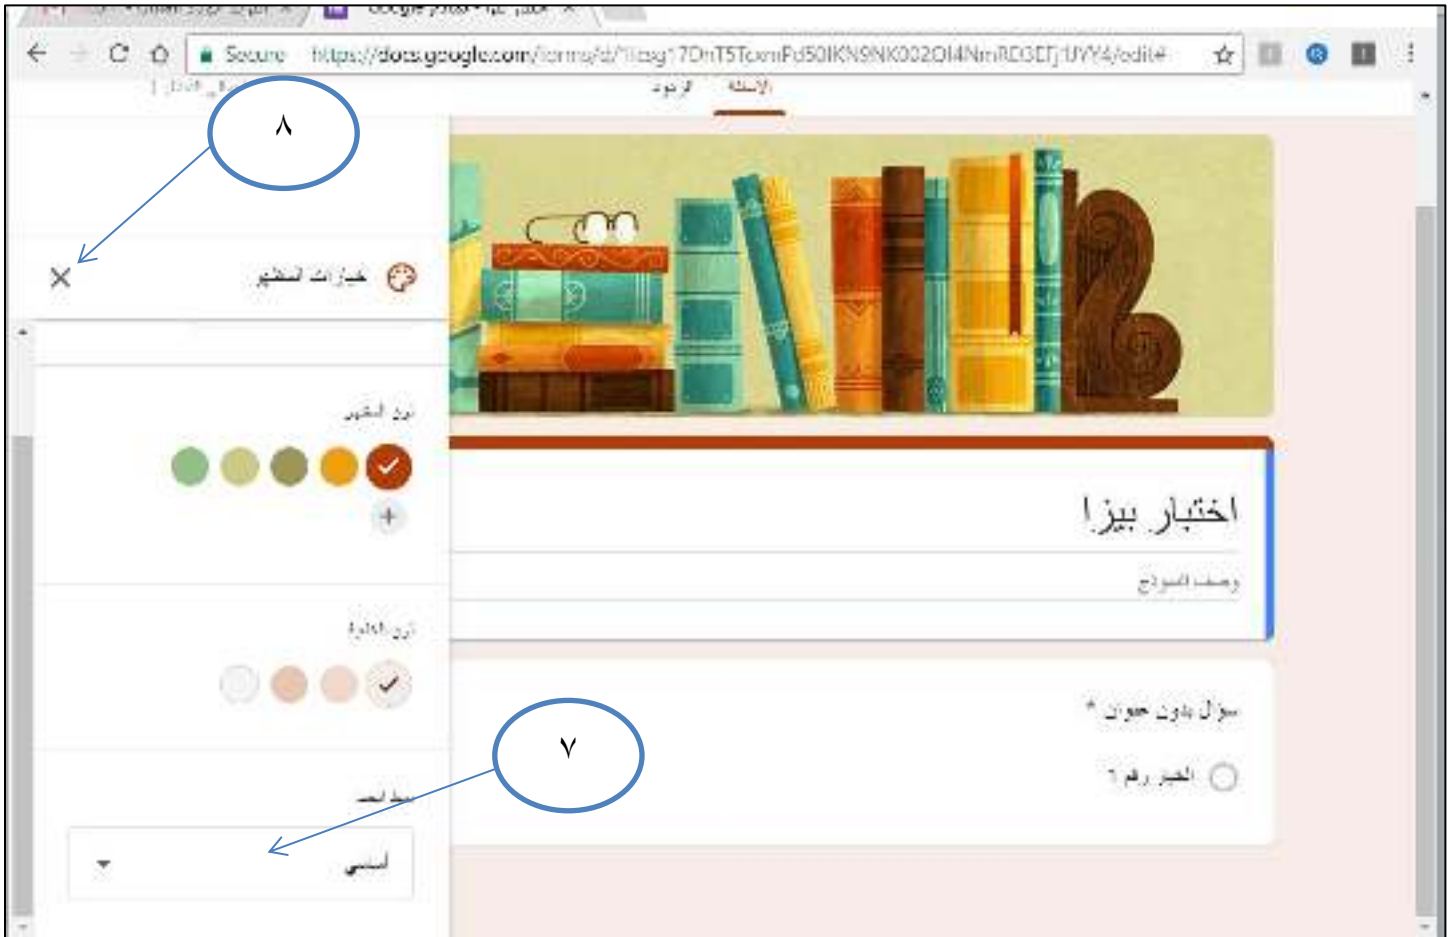 Secure
الأسئلة الردود
٨
خيارات المظهر
لون المظهر
اختبار بيزا
وصف النموذج
لون الخلفية
سؤال بدون عنوان *
٧
الخيار رقم ٦
نمط الخط
أساسي